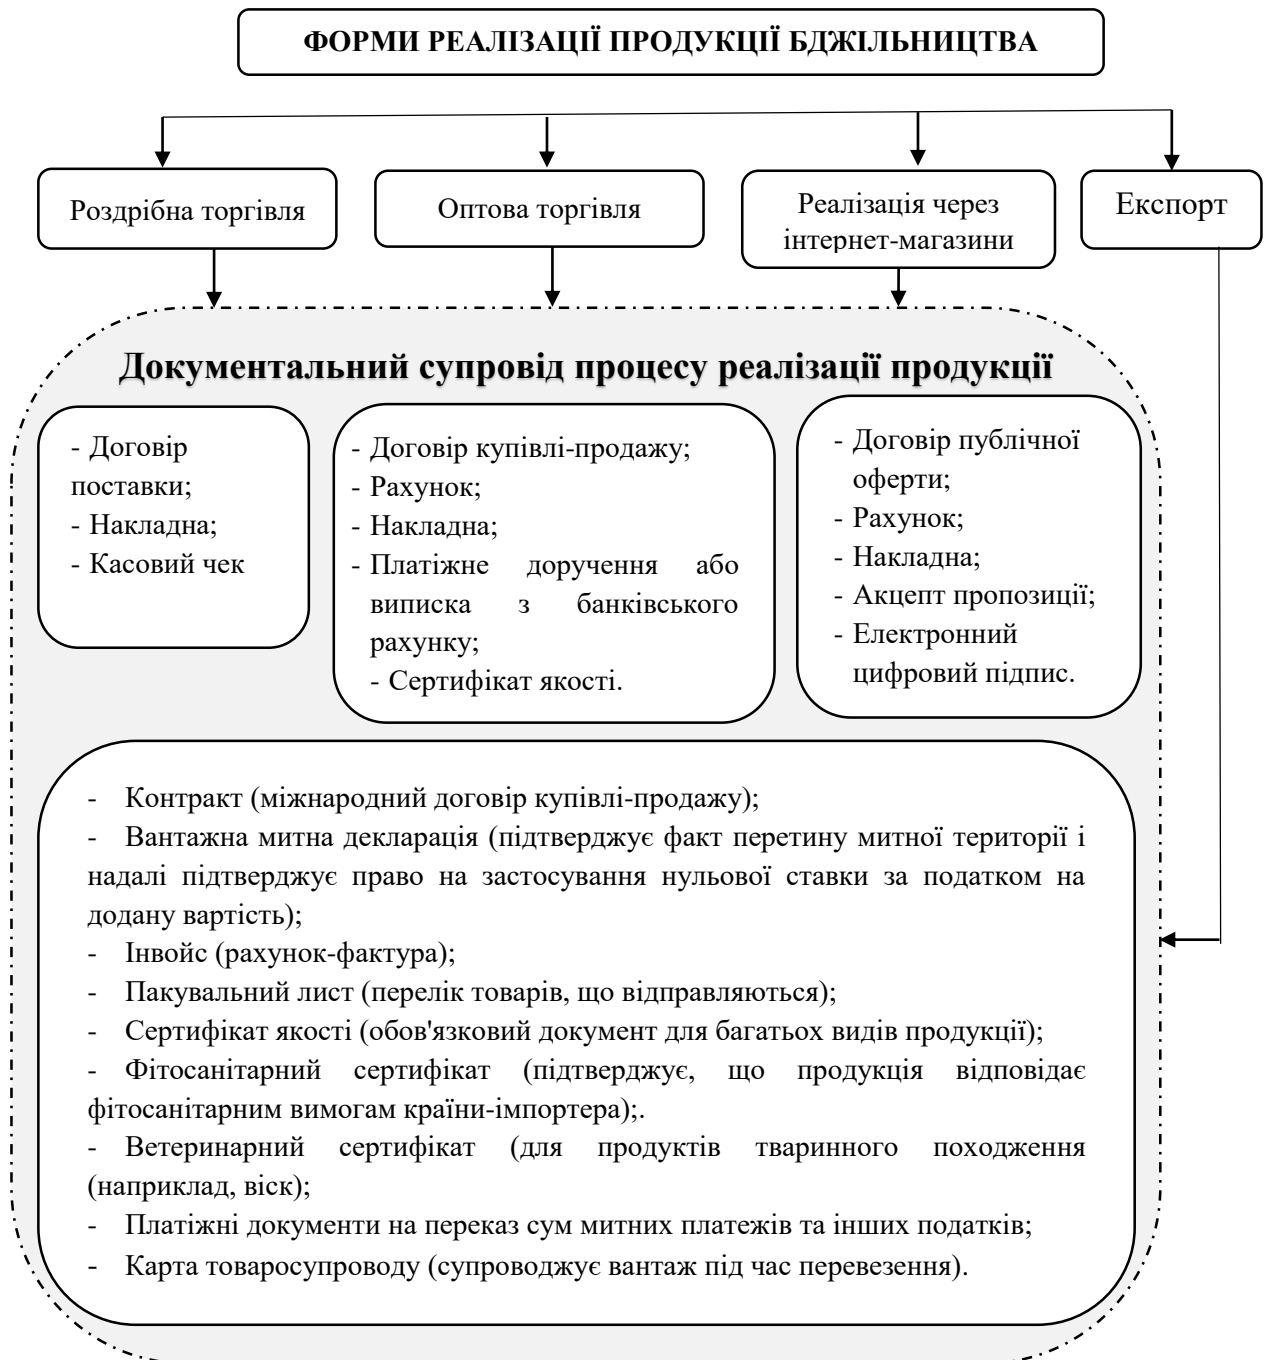 ФОРМИ РЕАЛІЗАЦІЇ ПРОДУКЦІЇ БДЖІЛЬНИЦТВА
Роздрібна торгівля
Оптова торгівля
Реалізація через
інтернет-магазини
Експорт
Документальний супровід процесу реалізації продукції
- Договір
поставки;
- Накладна;
- Касовий чек
- Договір купівлі-продажу;
- Рахунок;
- Накладна;
- Платіжне доручення або
виписка з банківського
рахунку;
- Сертифікат якості.
- Договір публічної
оферти;
- Рахунок;
- Накладна;
- Акцепт пропозиції;
- Електронний
цифровий підпис.
- Контракт (міжнародний договір купівлі-продажу);
- Вантажна митна декларація (підтверджує факт перетину митної території і
надалі підтверджує право на застосування нульової ставки за податком на
додану вартість);
- Інвойс (рахунок-фактура);
- Пакувальний лист (перелік товарів, що відправляються);
- Сертифікат якості (обов'язковий документ для багатьох видів продукції);
- Фітосанітарний сертифікат (підтверджує, що продукція відповідає
фітосанітарним вимогам країни-імпортера);.
- Ветеринарний сертифікат (для продуктів тваринного походження
(наприклад, віск);
- Платіжні документи на переказ сум митних платежів та інших податків;
- Карта товаросупроводу (супроводжує вантаж під час перевезення).